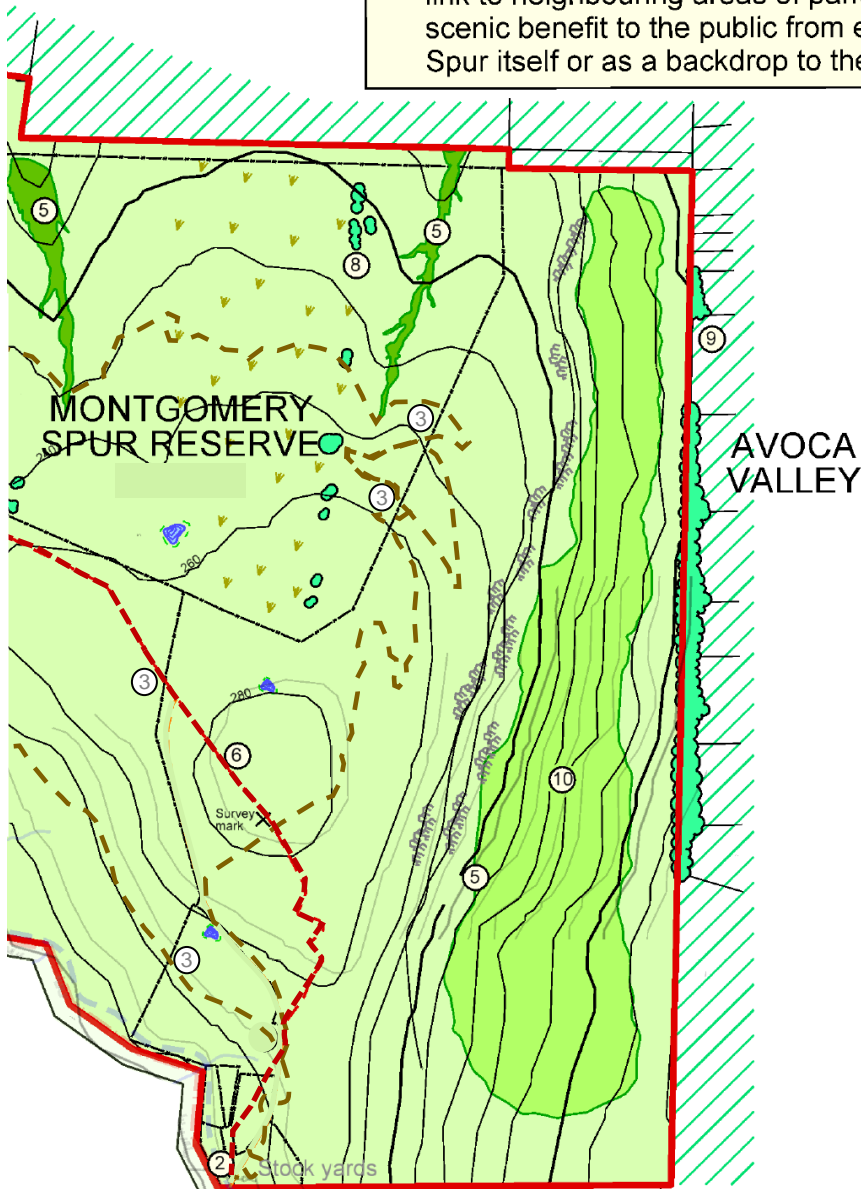 scenic benefit to the public from e
Spur itself or as a backdrop to the
5
5
8
9
MONTGOMERY
SPUR RESERVE
3
240
AVOCA
VALLEY
3
260
3
280
6
10
Survey
mark
5
3
2
Stock yards